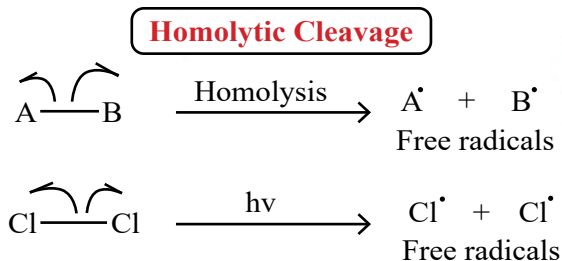 Homolytic Cleavage
A—B Homolysis A• + B•
Free radicals
Cl—Cl hv Cl• + Cl•
Free radicals